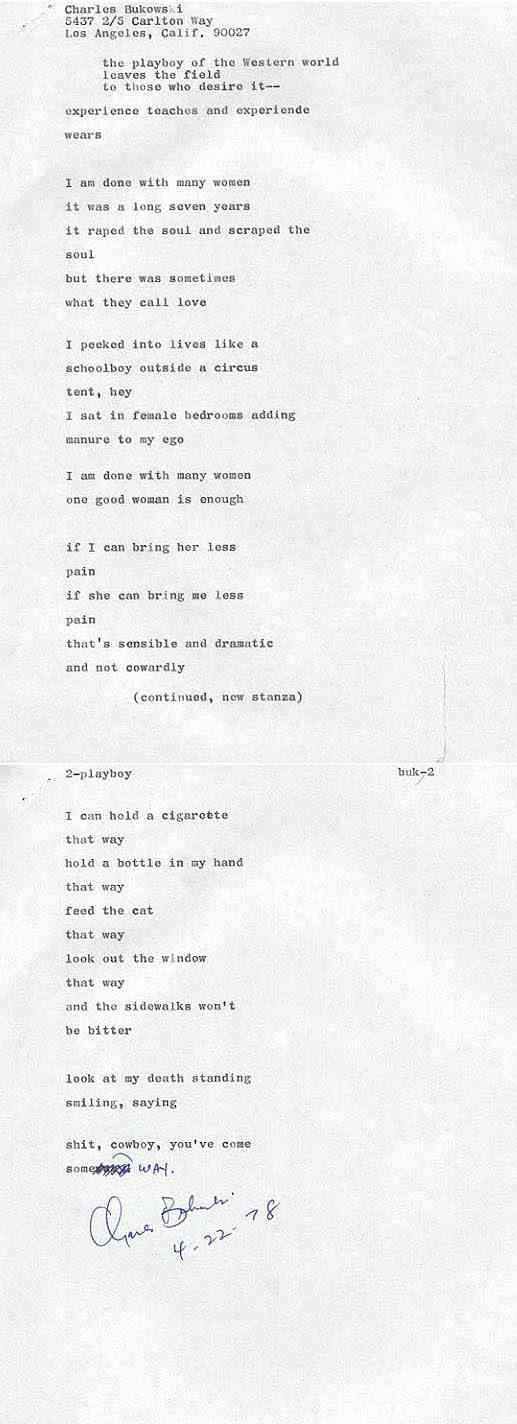 Charles Bukowski
5437 2/5 Carlton Way
Los Angeles, Calif. 90027
the playboy of the Western world
leaves the field
to those who desire it--
experience teaches and experiende
wears
I am done with many women
it was a long seven years
it raped the soul and scraped the
soul
but there was sometimes
what they call love
I peeked into lives like a
schoolboy outside a circus
tent, hey
I sat in female bedrooms adding
manure to my ego
I am done with many women
one good woman is enough
if I can bring her less
pain
if she can bring me less
pain
that's sensible and dramatic
and not cowardly
(continued, new stanza)
2-playboy buk-2
I can hold a cigarette
that way
hold a bottle in my hand
that way
feed the cat
that way
look out the window
that way
and the sidewalks won't
be bitter
look at my death standing
smiling, saying
shit, cowboy, you've come
some WAY.
Charles Bukowski
4-22-78